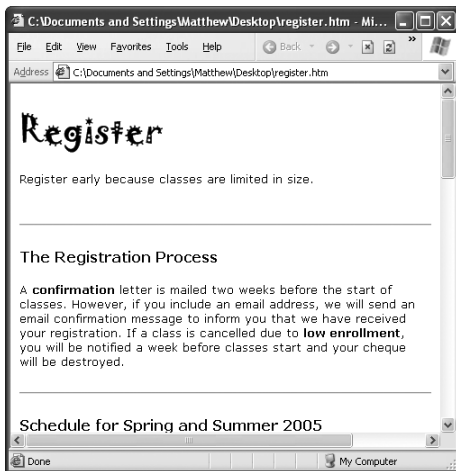 C:\Documents and Settings\Matthew\Desktop\register.htm - Mi...
File Edit View Favorites Tools Help Back »
Address C:\Documents and Settings\Matthew\Desktop\register.htm
Register
Register early because classes are limited in size.
The Registration Process
A confirmation letter is mailed two weeks before the start of
classes. However, if you include an email address, we will send an
email confirmation message to inform you that we have received
your registration. If a class is cancelled due to low enrollment,
you will be notified a week before classes start and your cheque
will be destroyed.
Schedule for Spring and Summer 2005
Done My Computer